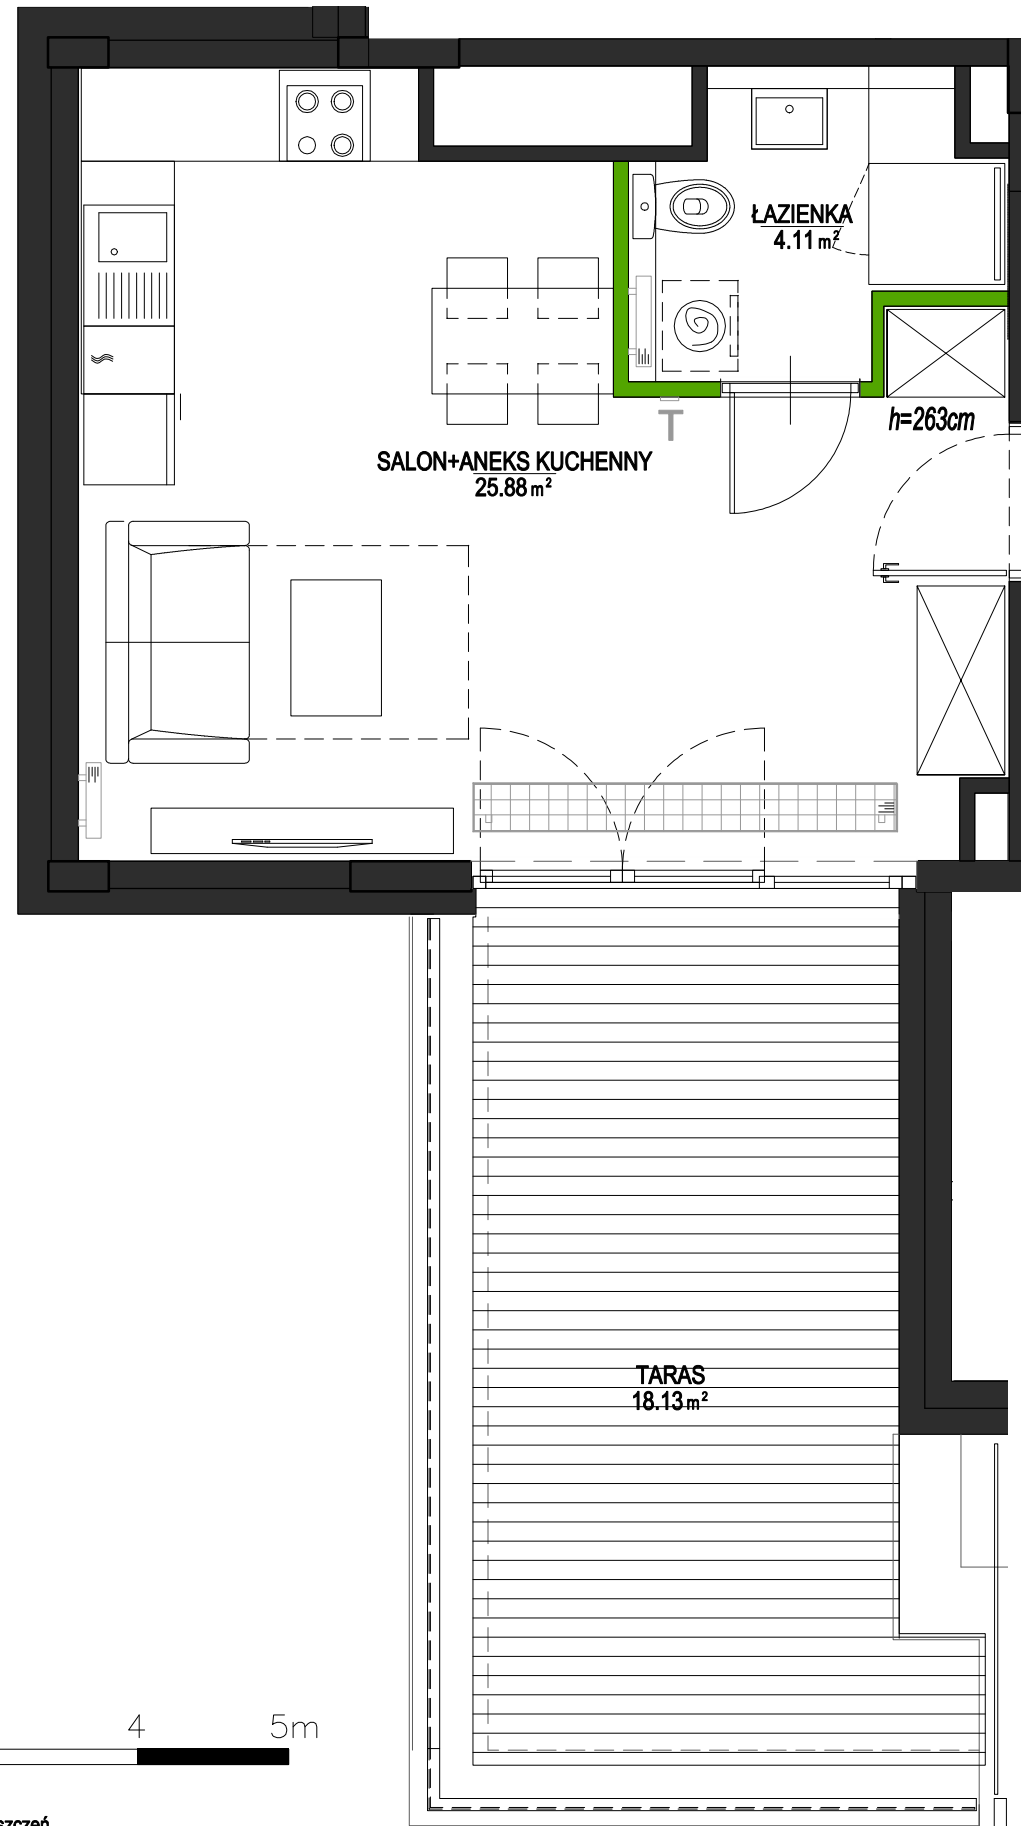 ŁAZIENKA
4.11 m²
h=263cm
T
SALON+ANEKS KUCHENNY
25.88 m²
TARAS
18.13 m²
4 5m